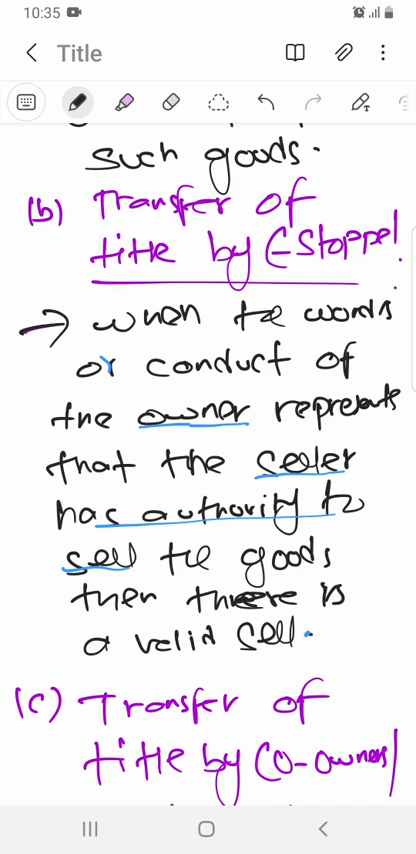 10:35
Title
such goods.
(b) Transfer of
title by Estoppel.
→ when the words
or conduct of
the owner represents
that the seller
has authority to
sell the goods
then there is
a valid sell.
(c) Transfer of
title by Co-owners